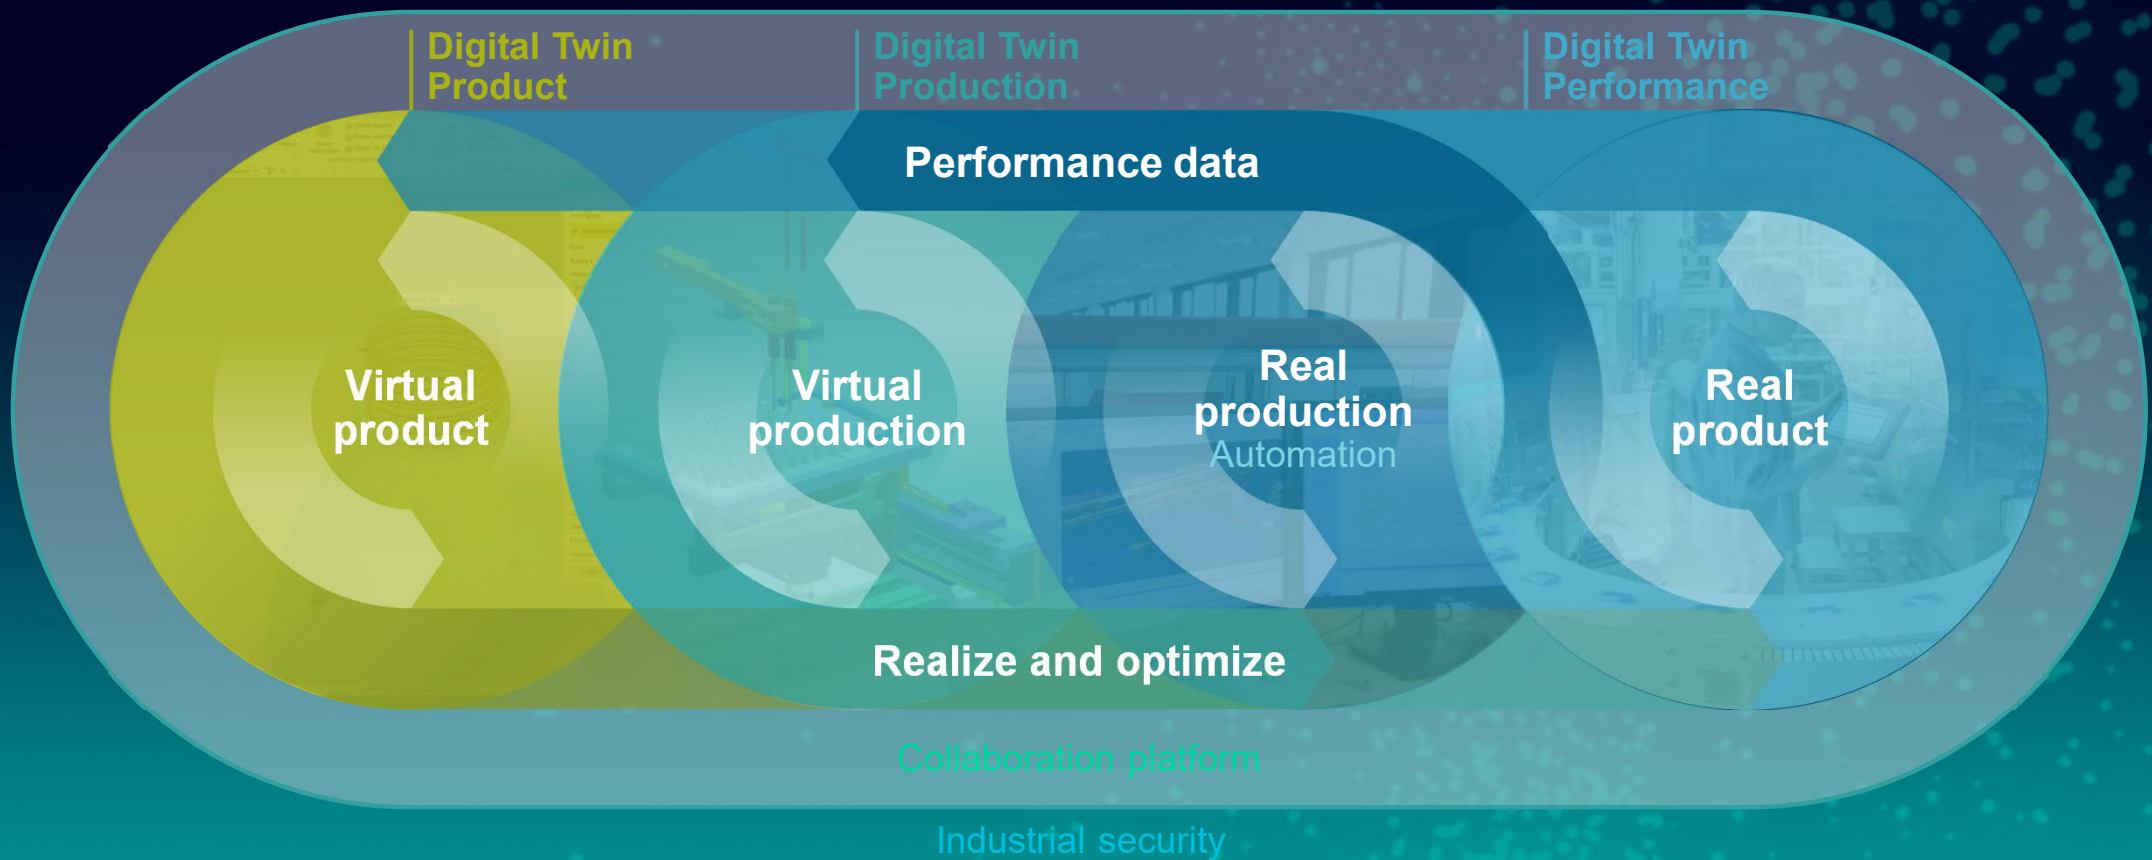 Digital Twin
Product
Digital Twin
Production
Digital Twin
Performance
Performance data
Virtual
product
Virtual
production
Real
production
Automation
Real
product
Realize and optimize
Collaboration platform
Industrial security